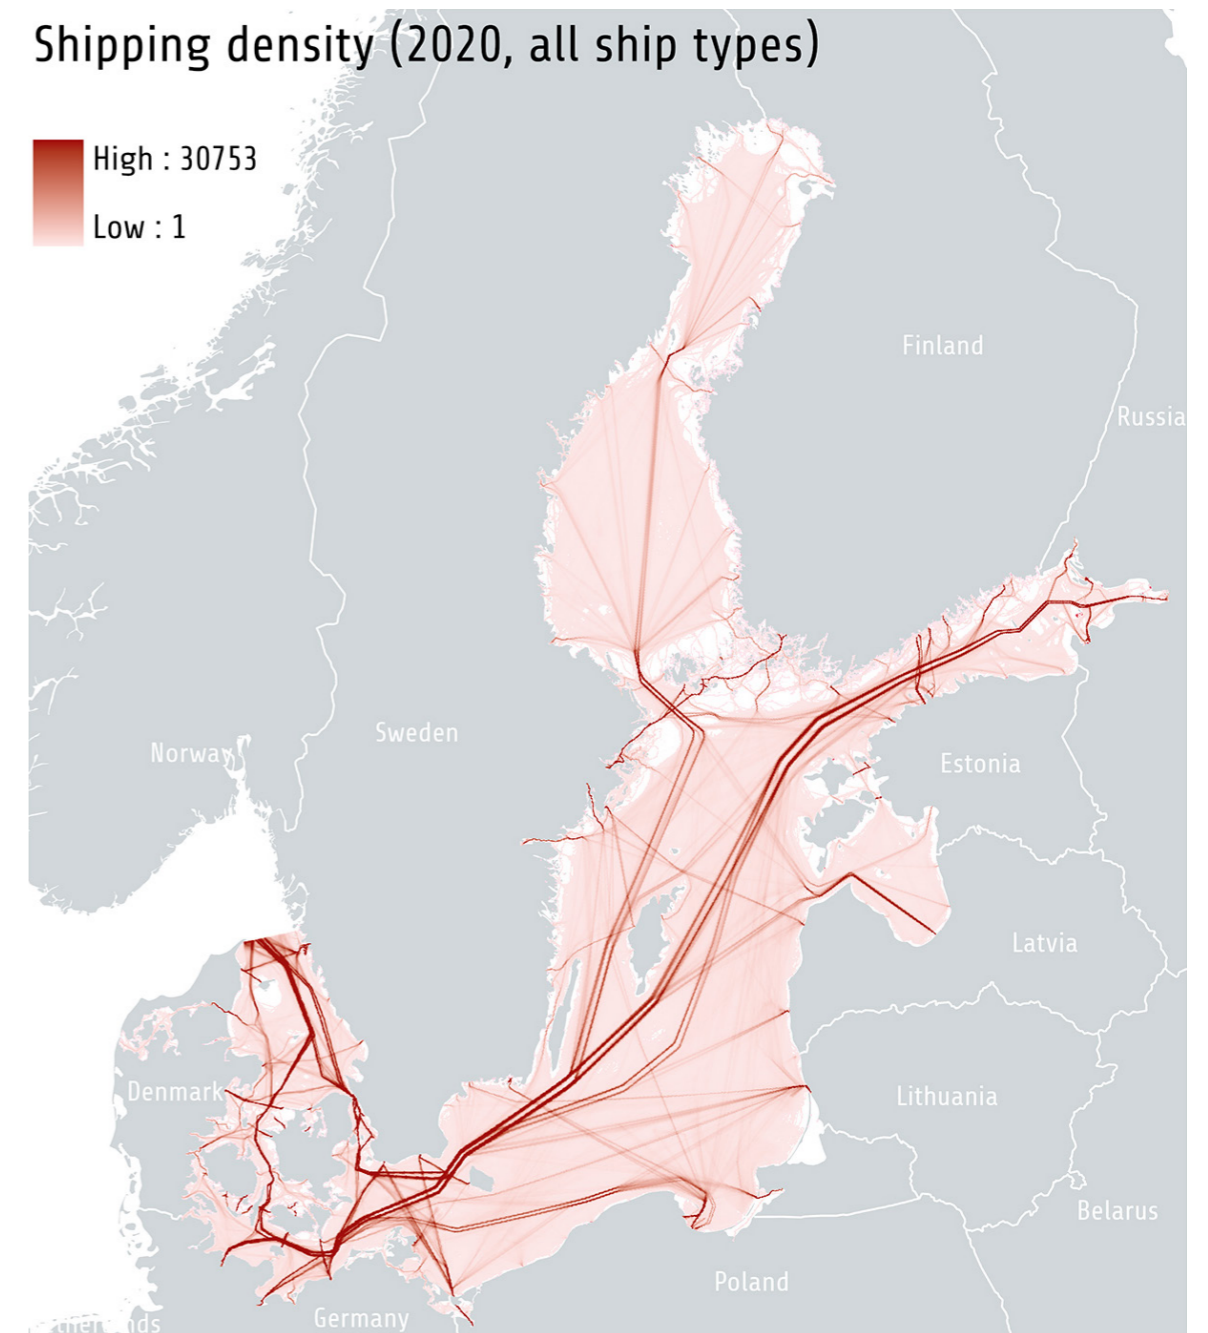 Shipping density (2020, all ship types)
High : 30753
Low : 1
Finland
Russia
Norway
Sweden
Estonia
Latvia
Denmark
Lithuania
Belarus
Poland
Germany